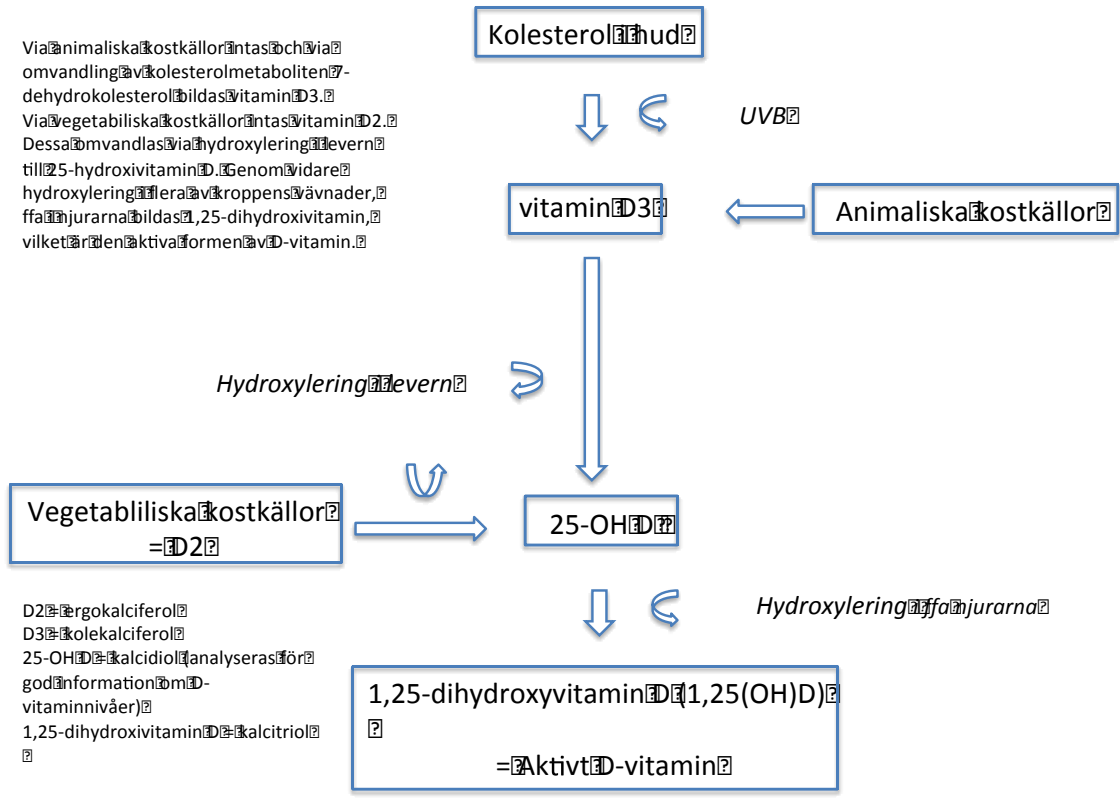 Kolesterol i hud
Via animaliska kostkällor intas och via
omvandling av kolesterolmetaboliten 7-
dehydrokolesterol bildas vitamin D3.
Via vegetabiliska kostkällor intas vitamin D2.
Dessa omvandlas via hydroxylering i levern
till 25-hydroxivitamin D. Genom vidare
hydroxylering i flera av kroppens vävnader,
ffa i njurarna bildas 1,25-dihydroxivitamin,
vilket är den aktiva formen av D-vitamin.
UVB
vitamin D3
Animaliska kostkällor
Hydroxylering i levern
Vegetabliliska kostkällor
= D2
25-OH D
Hydroxylering ffa njurarna
D2 = ergokalciferol
D3 = kolekalciferol
25-OH D = kalcidiol (analyseras för
god information om D-
vitaminnivåer)
1,25-dihydroxivitamin D = kalcitriol
1,25-dihydroxyvitamin D (1,25(OH)D)
= Aktivt D-vitamin